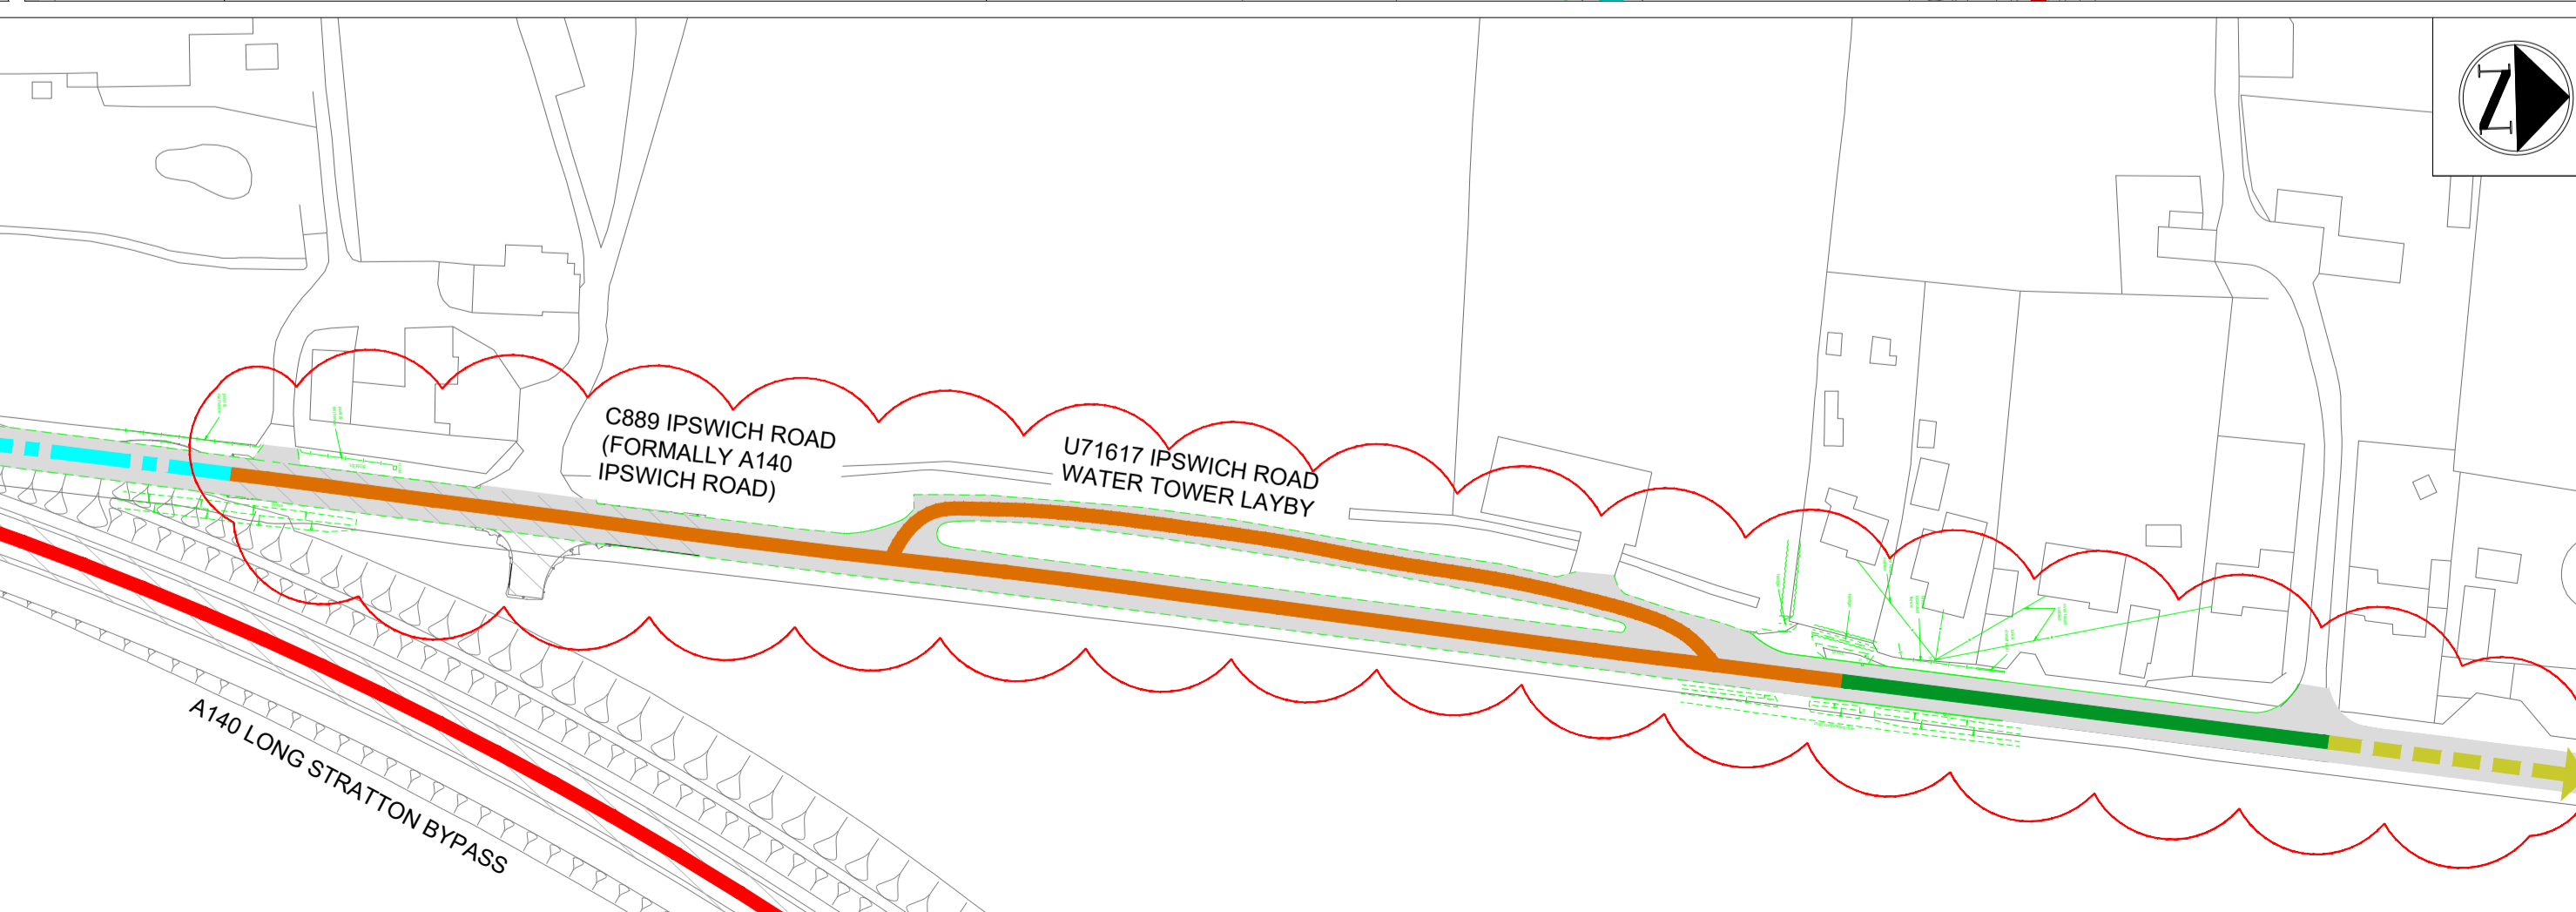 N
C889 IPSWICH ROAD
(FORMALLY A140
IPSWICH ROAD)
U71617 IPSWICH ROAD
WATER TOWER LAYBY
A140 LONG STRATTON BYPASS